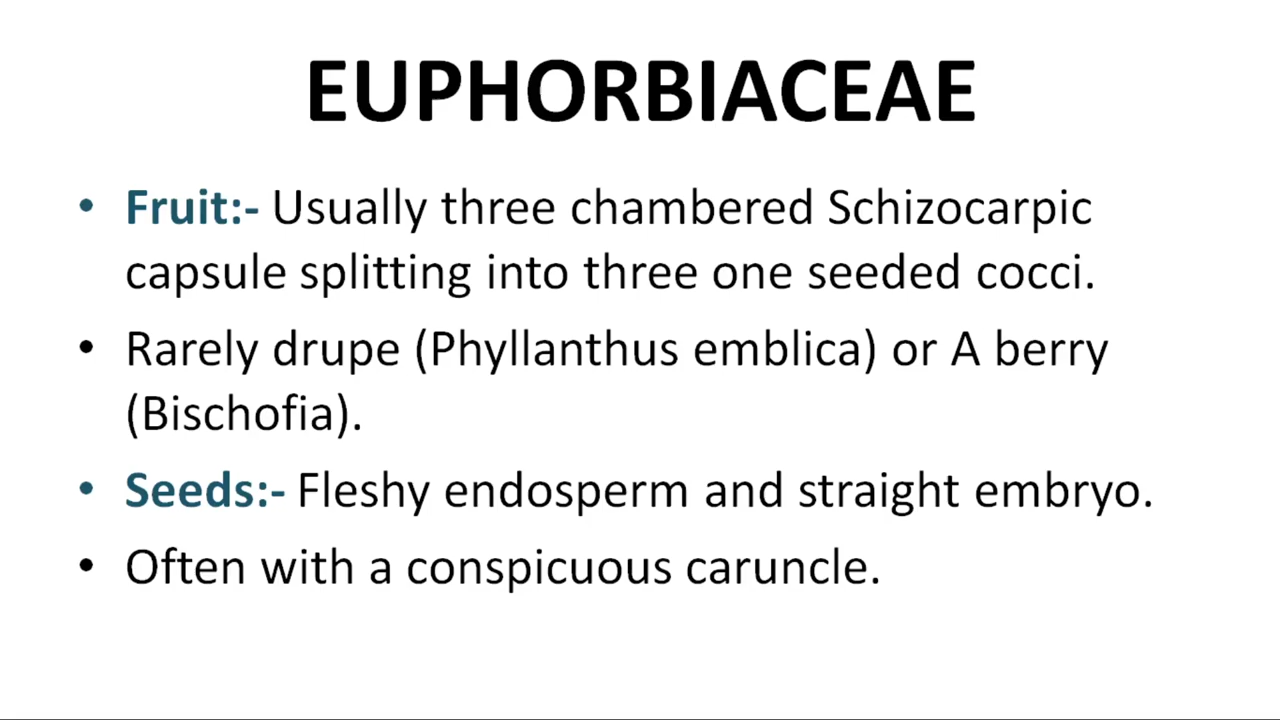 EUPHORBIACEAE
• Fruit:- Usually three chambered Schizocarpic
capsule splitting into three one seeded cocci.
• Rarely drupe (Phyllanthus emblica) or A berry
(Bischofia).
• Seeds:- Fleshy endosperm and straight embryo.
• Often with a conspicuous caruncle.